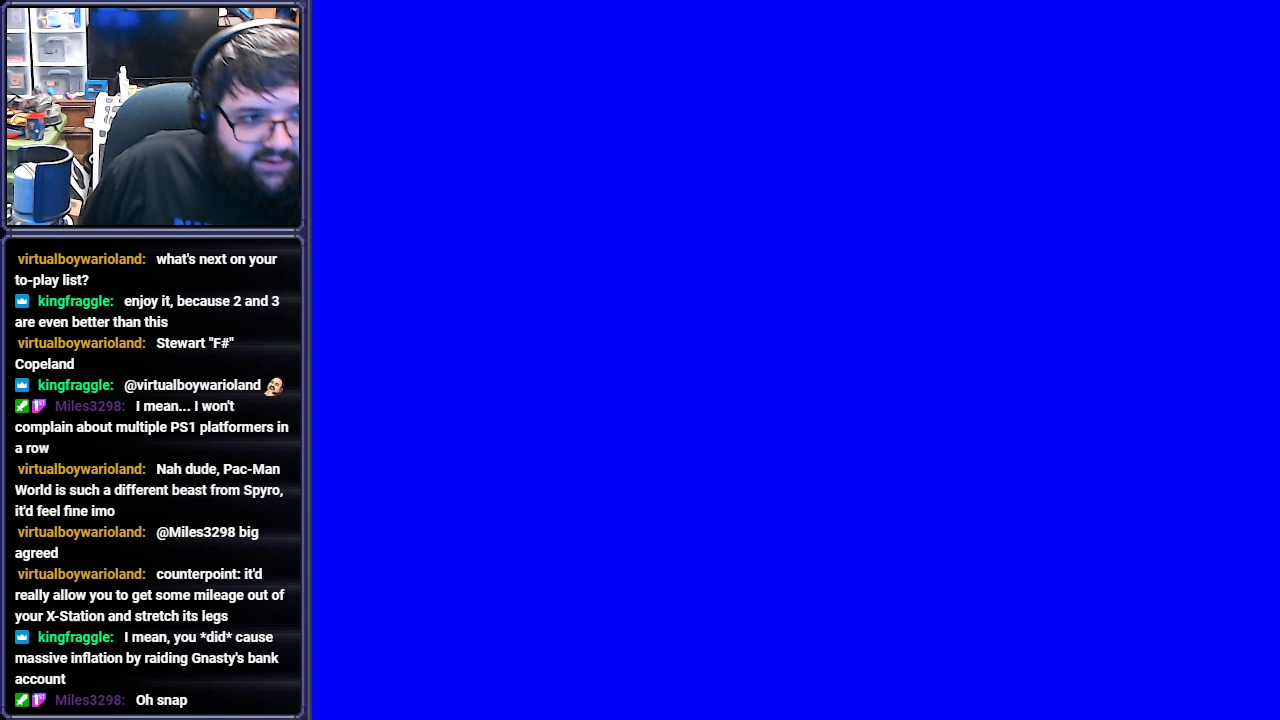 virtualboywarioland: what's next on your
to-play list?
kingfraggle: enjoy it, because 2 and 3
are even better than this
virtualboywarioland: Stewart "F#"
Copeland
kingfraggle: @virtualboywarioland
Miles3298: I mean... I won't
complain about multiple PS1 platformers in
a row
virtualboywarioland: Nah dude, Pac-Man
World is such a different beast from Spyro,
it'd feel fine imo
virtualboywarioland: @Miles3298 big
agreed
virtualboywarioland: counterpoint: it'd
really allow you to get some mileage out of
your X-Station and stretch its legs
kingfraggle: I mean, you *did* cause
massive inflation by raiding Gnasty's bank
account
Miles3298: Oh snap